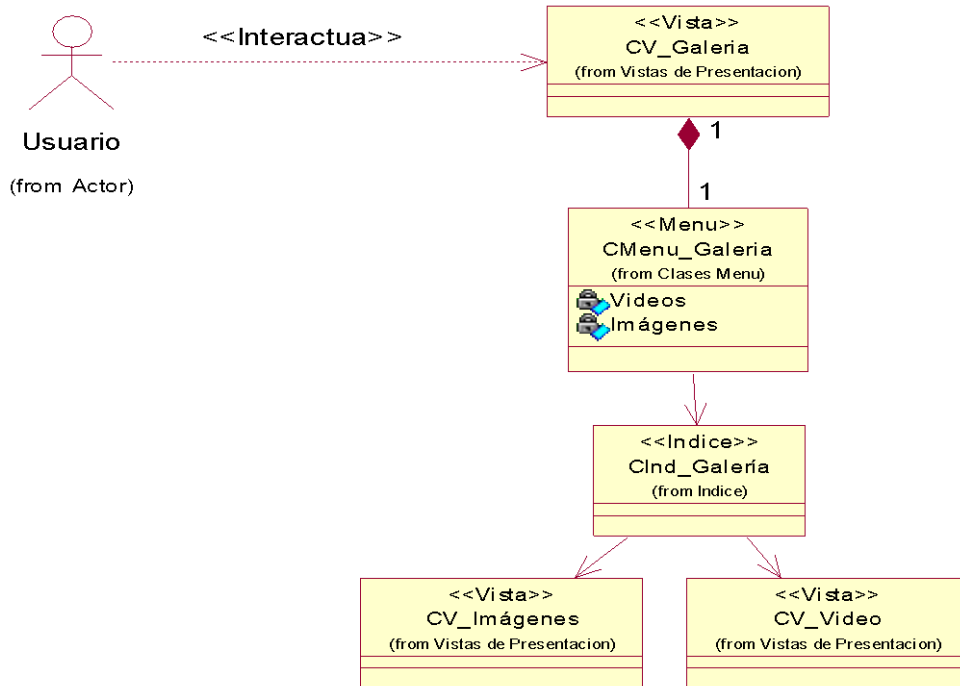 <<Interactua>>
Usuario
(from Actor)
<<Vista>>
CV_Galeria
(from Vistas de Presentacion)
1
1
<<Menu>>
CMenu_Galeria
(from Clases Menu)
Videos
Imágenes
<<Indice>>
CInd_Galería
(from Indice)
<<Vista>>
CV_Imágenes
(from Vistas de Presentacion)
<<Vista>>
CV_Video
(from Vistas de Presentacion)